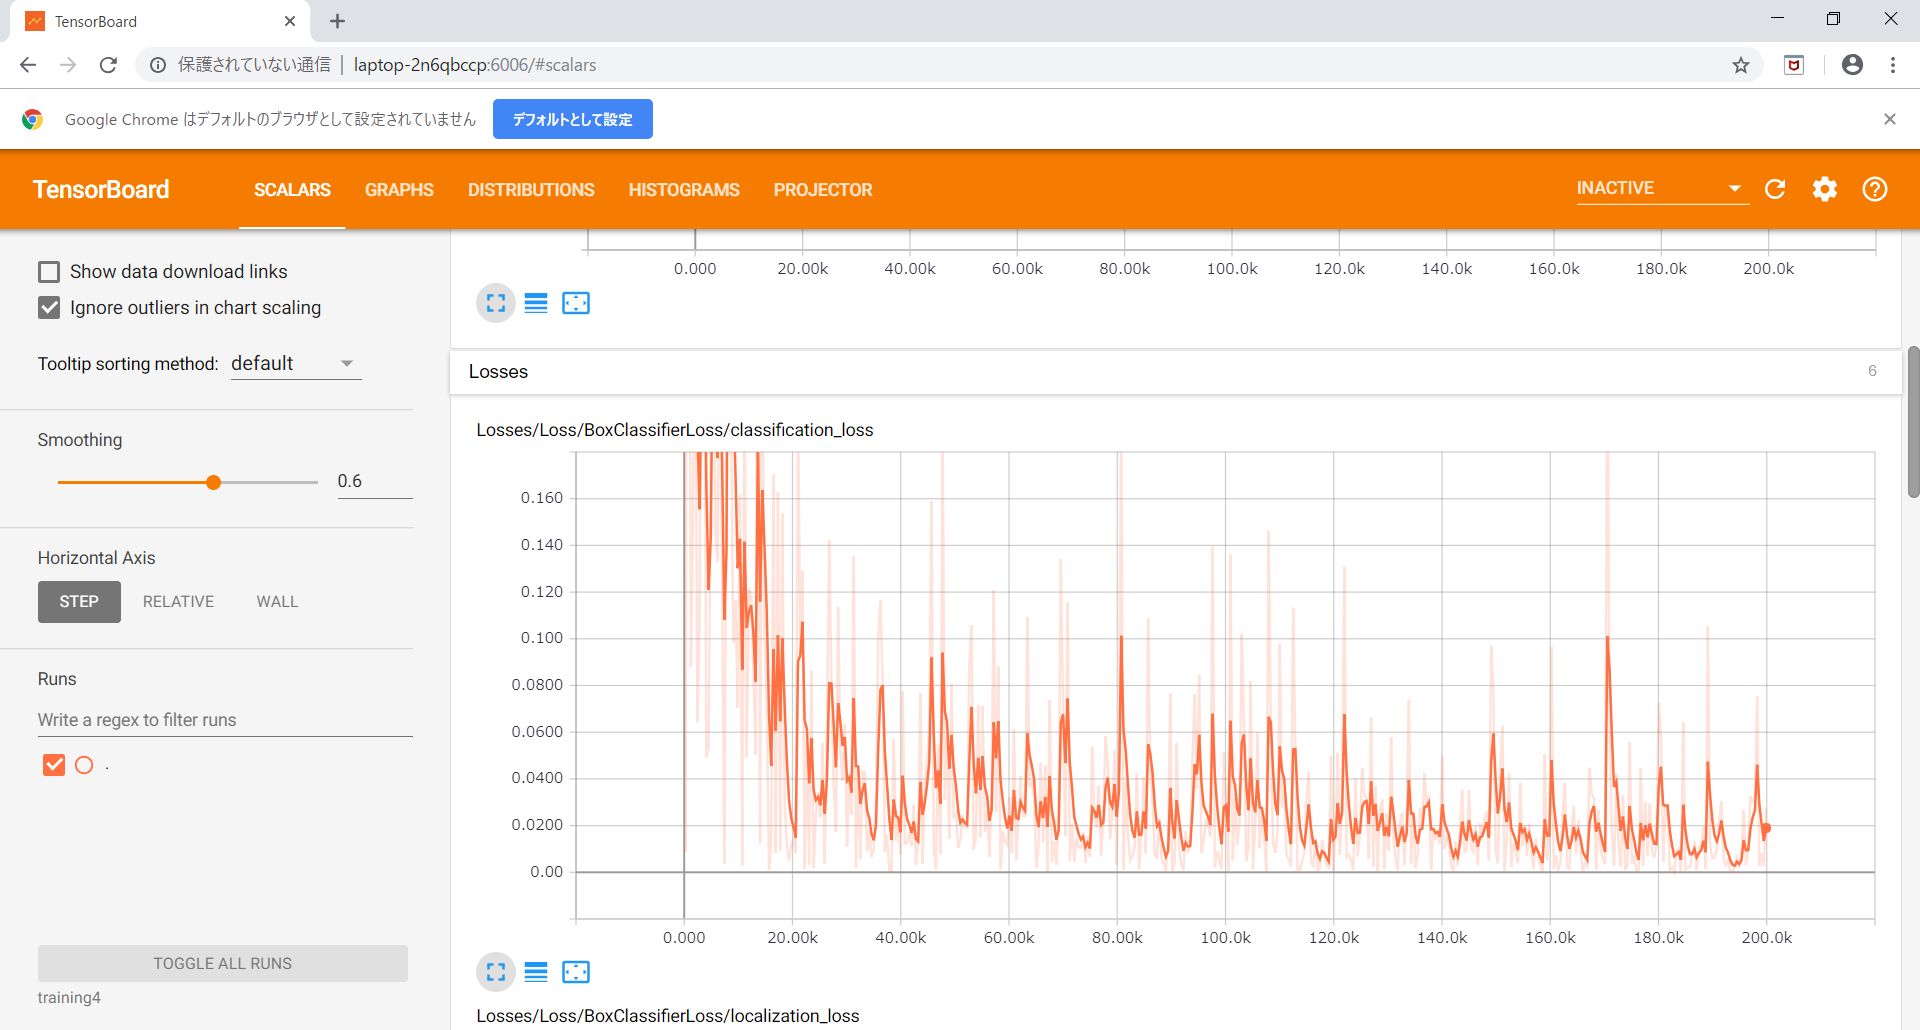 TensorBoard
保護されていない通信 | laptop-2n6qbccp:6006/#scalars
Google Chrome はデフォルトのブラウザとして設定されていません デフォルトとして設定
TensorBoard SCALARS GRAPHS DISTRIBUTIONS HISTOGRAMS PROJECTOR INACTIVE
Show data download links
Ignore outliers in chart scaling
Tooltip sorting method: default
Smoothing
0.6
Horizontal Axis
STEP RELATIVE WALL
Runs
Write a regex to filter runs
.
TOGGLE ALL RUNS
training4
0.000 20.00k 40.00k 60.00k 80.00k 100.0k 120.0k 140.0k 160.0k 180.0k 200.0k
Losses 6
Losses/Loss/BoxClassifierLoss/classification_loss
0.160
0.140
0.120
0.100
0.0800
0.0600
0.0400
0.0200
0.00
0.000 20.00k 40.00k 60.00k 80.00k 100.0k 120.0k 140.0k 160.0k 180.0k 200.0k
Losses/Loss/BoxClassifierLoss/localization_loss